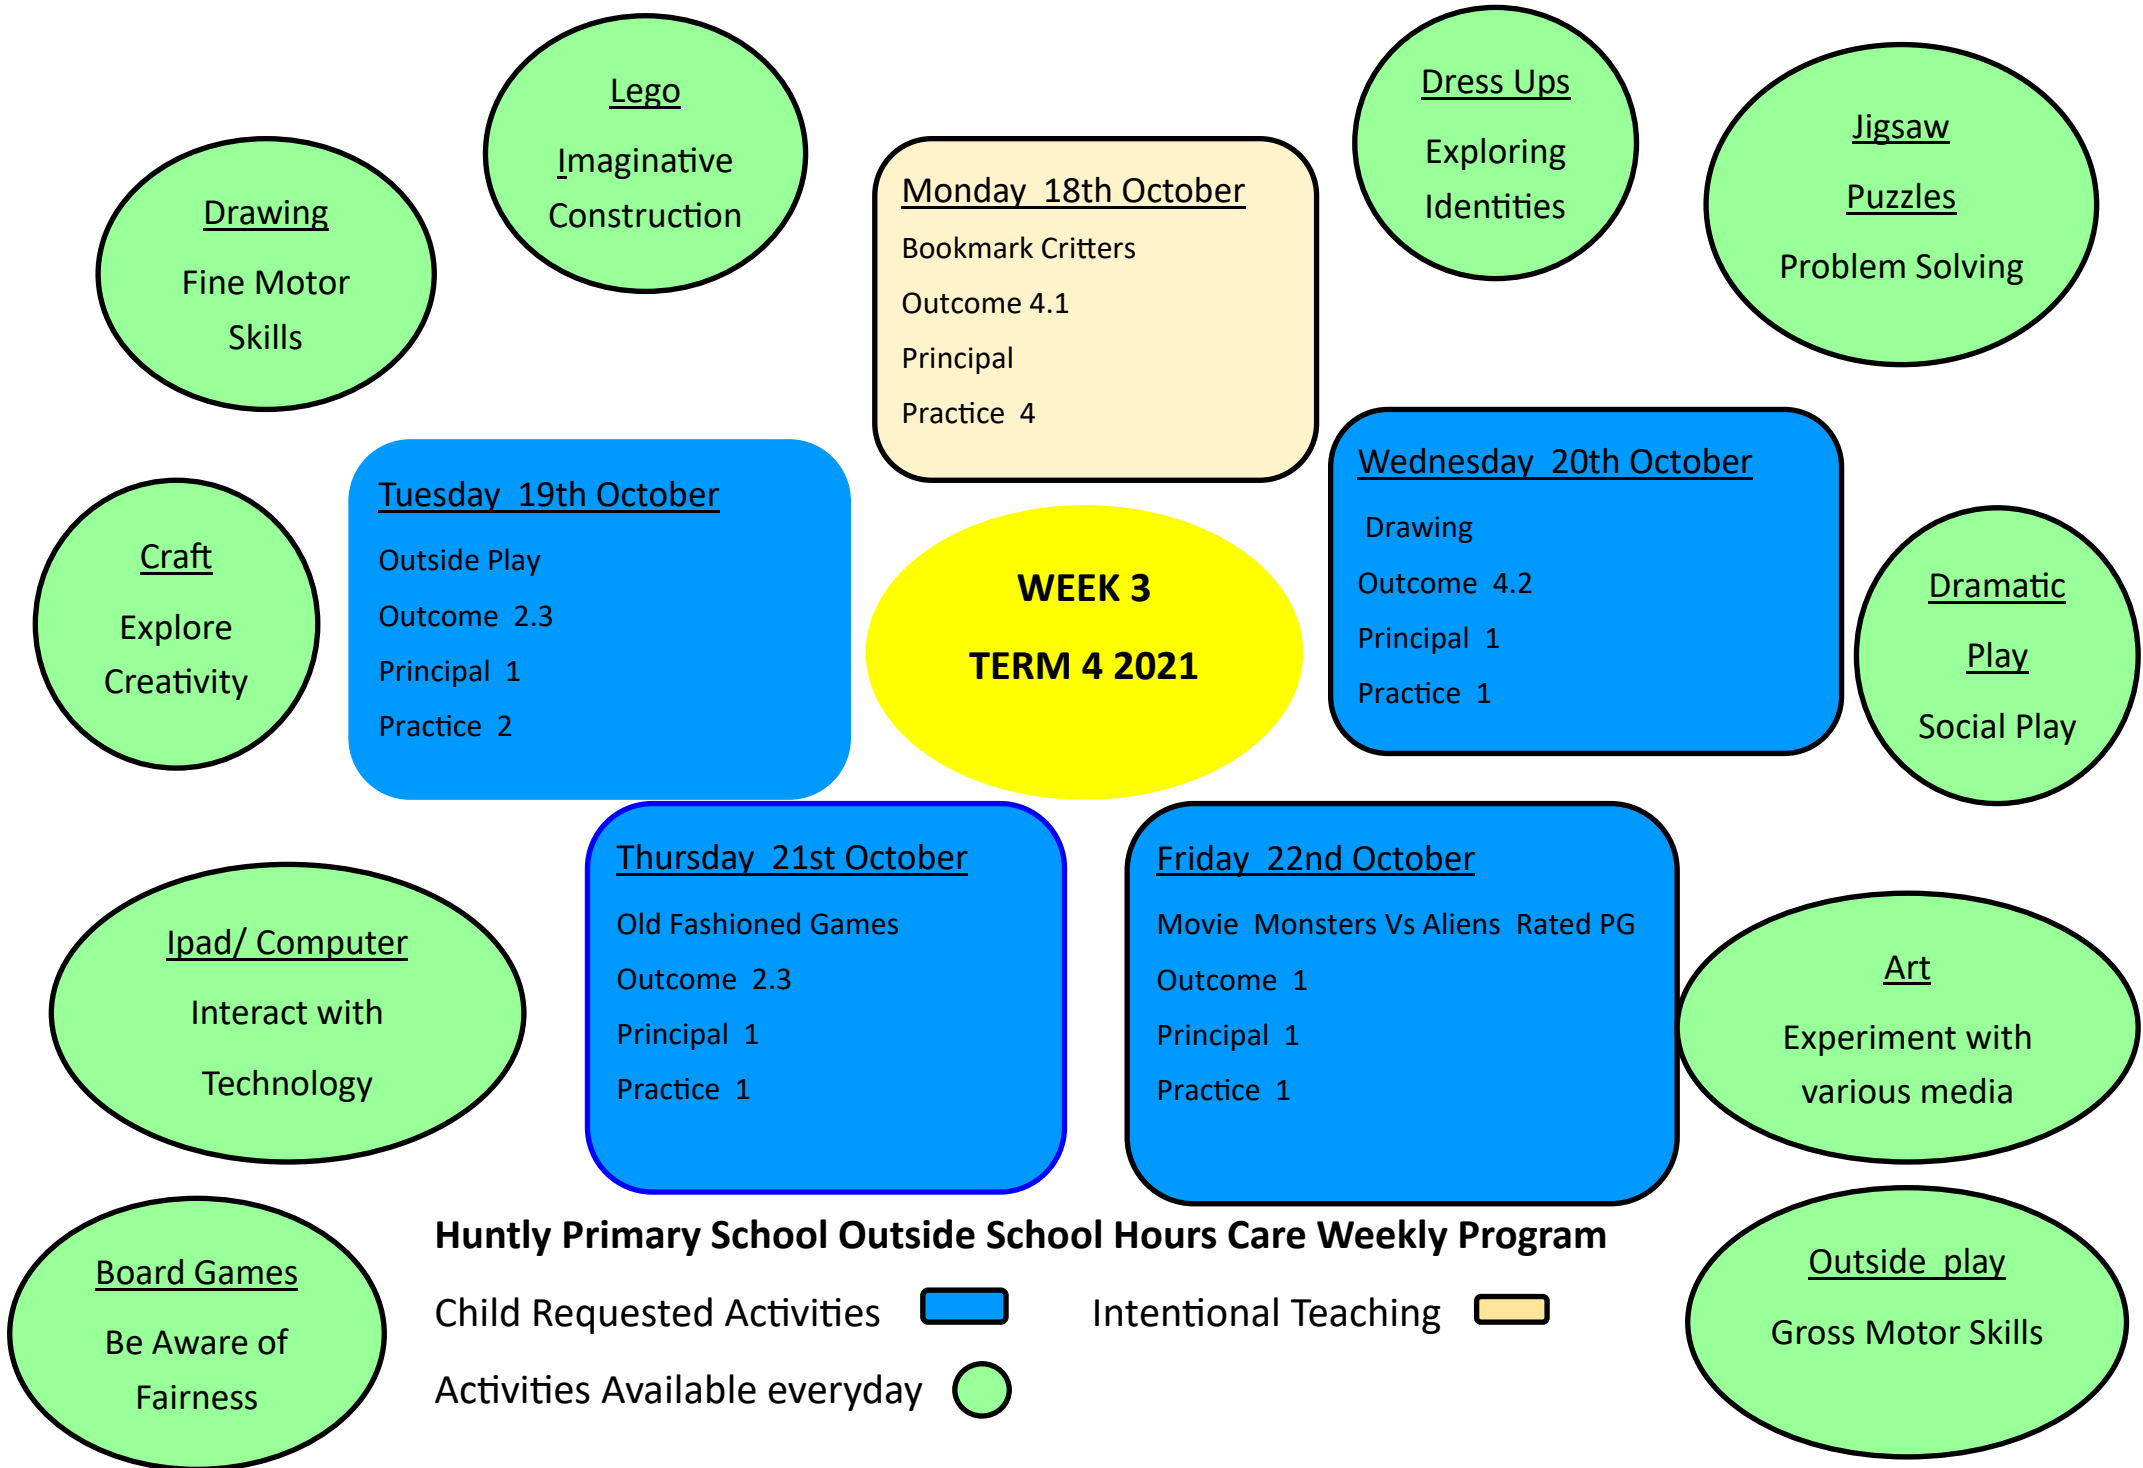 Lego
Imaginative
Construction
Dress Ups
Exploring
Identities
Jigsaw
Puzzles
Problem Solving
Drawing
Fine Motor
Skills
Monday  18th October
Bookmark Critters
Outcome 4.1
Principal
Practice  4
Tuesday  19th October
Outside Play
Outcome  2.3
Principal  1
Practice  2
WEEK 3
TERM 4 2021
Wednesday  20th October
Drawing
Outcome  4.2
Principal  1
Practice  1
Craft
Explore
Creativity
Dramatic
Play
Social Play
Thursday  21st October
Old Fashioned Games
Outcome  2.3
Principal  1
Practice  1
Friday  22nd October
Movie  Monsters Vs Aliens  Rated PG
Outcome  1
Principal  1
Practice  1
Ipad/ Computer
Interact with
Technology
Art
Experiment with
various media
Board Games
Be Aware of
Fairness
Huntly Primary School Outside School Hours Care Weekly Program
Child Requested Activities
Intentional Teaching
Activities Available everyday
Outside  play
Gross Motor Skills